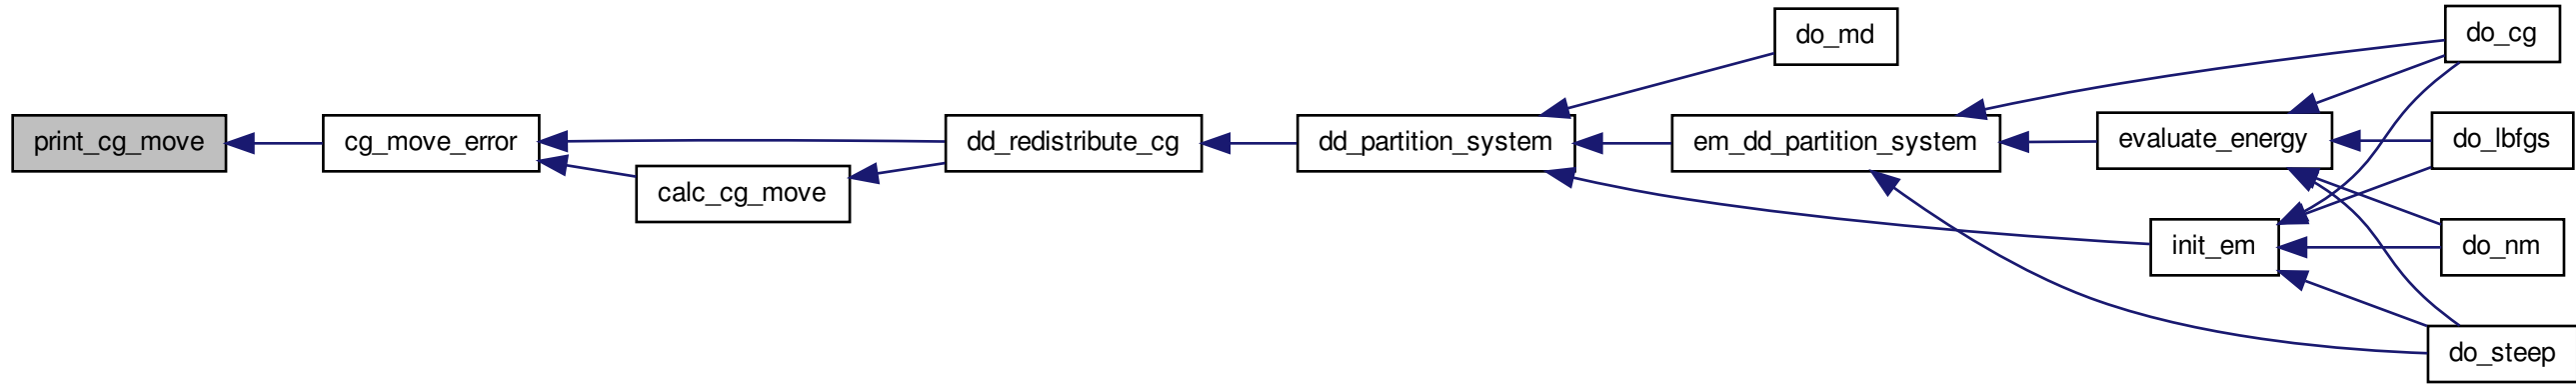 print_cg_move
cg_move_error
calc_cg_move
dd_redistribute_cg
dd_partition_system
do_md
em_dd_partition_system
evaluate_energy
init_em
do_cg
do_lbfgs
do_nm
do_steep